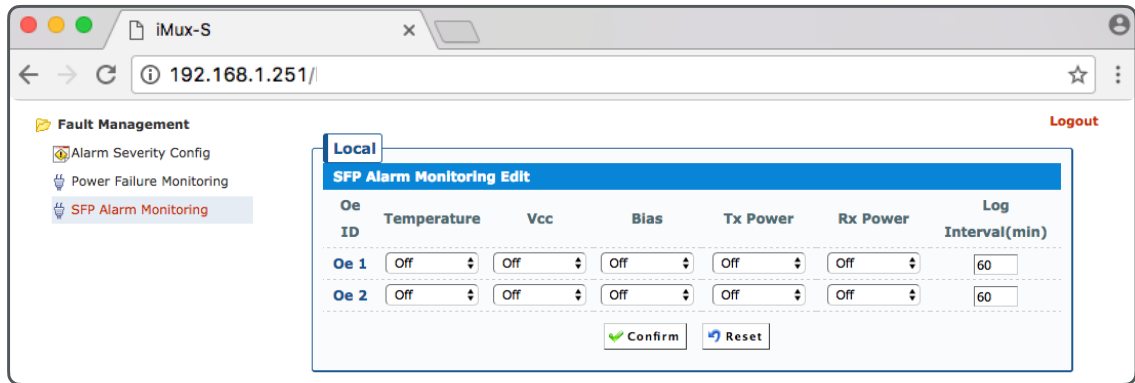 iMux-S
192.168.1.251/
Fault Management
Logout
Alarm Severity Config
Power Failure Monitoring
SFP Alarm Monitoring
Local
SFP Alarm Monitoring Edit
Oe ID Temperature Vcc Bias Tx Power Rx Power Log Interval(min)
Oe 1 Off Off Off Off Off 60
Oe 2 Off Off Off Off Off 60
Confirm Reset